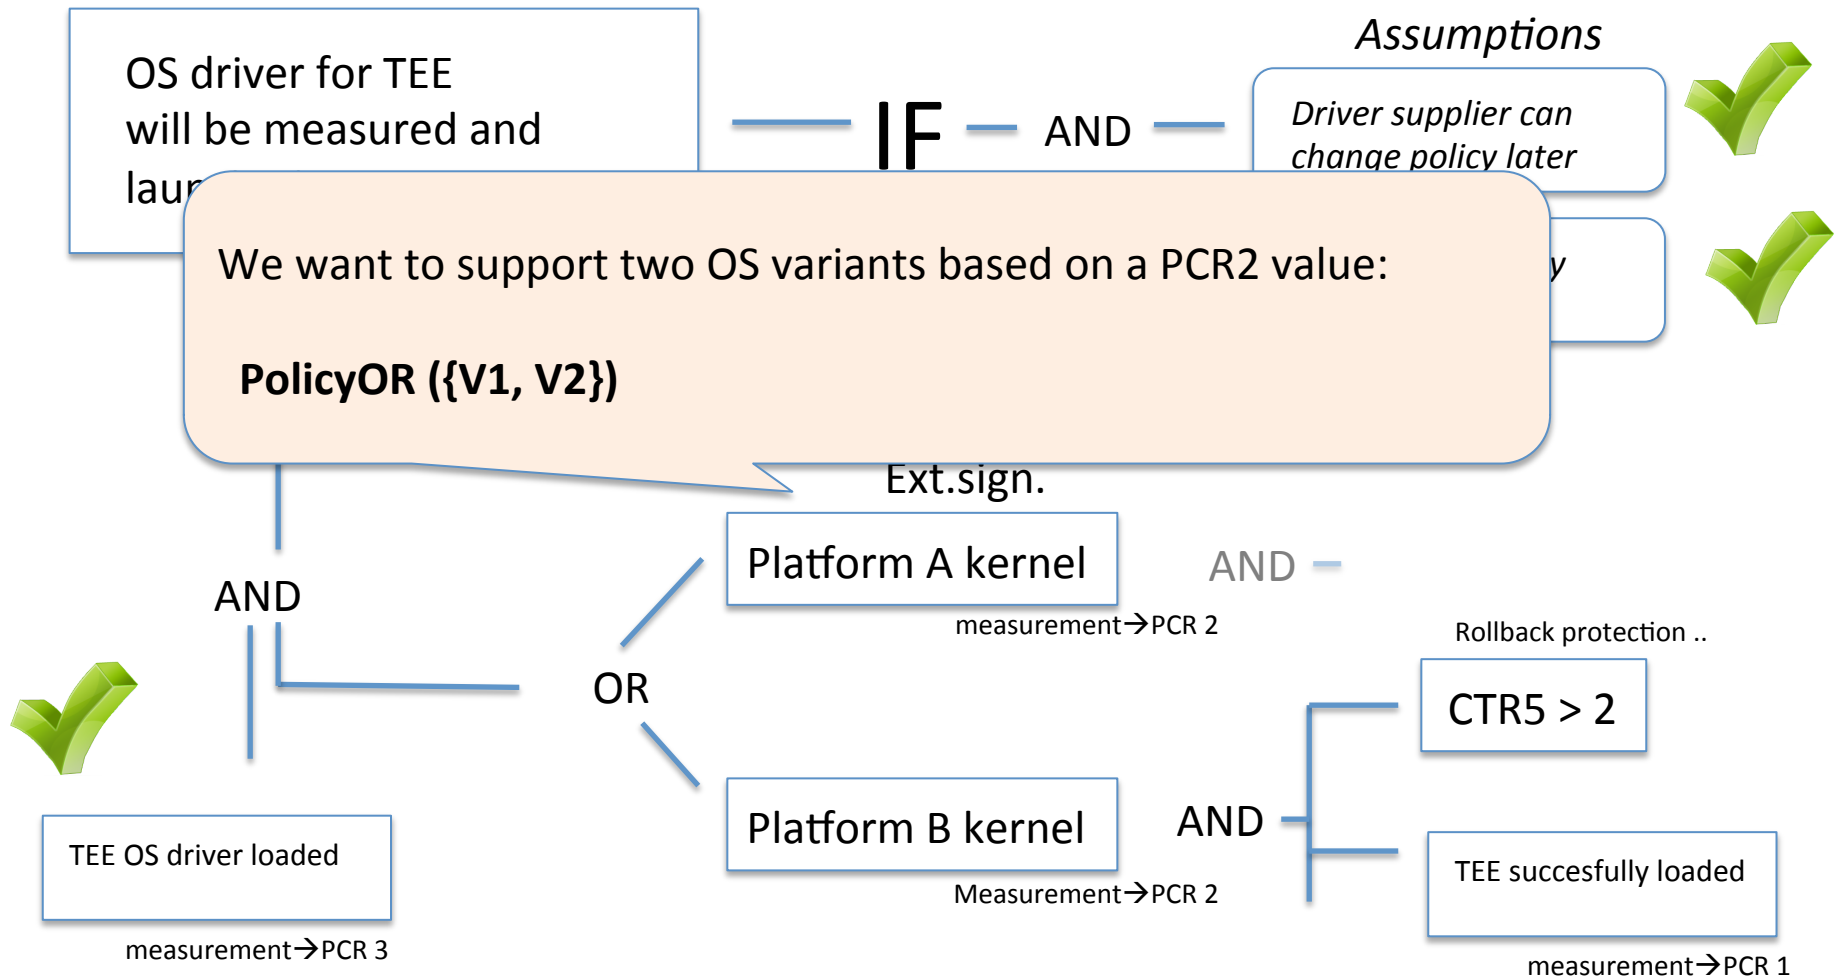 Assumptions
OS driver for TEE
will be measured and
IF
AND
Driver supplier can
change policy later
We want to support two OS variants based on a PCR2 value:
PolicyOR ({V1, V2})
Ext.sign.
Platform A kernel
AND
measurement→PCR 2
AND
Rollback protection ..
OR
CTR5 > 2
Platform B kernel
AND
Measurement→PCR 2
TEE OS driver loaded
measurement→PCR 3
TEE succesfully loaded
measurement→PCR 1